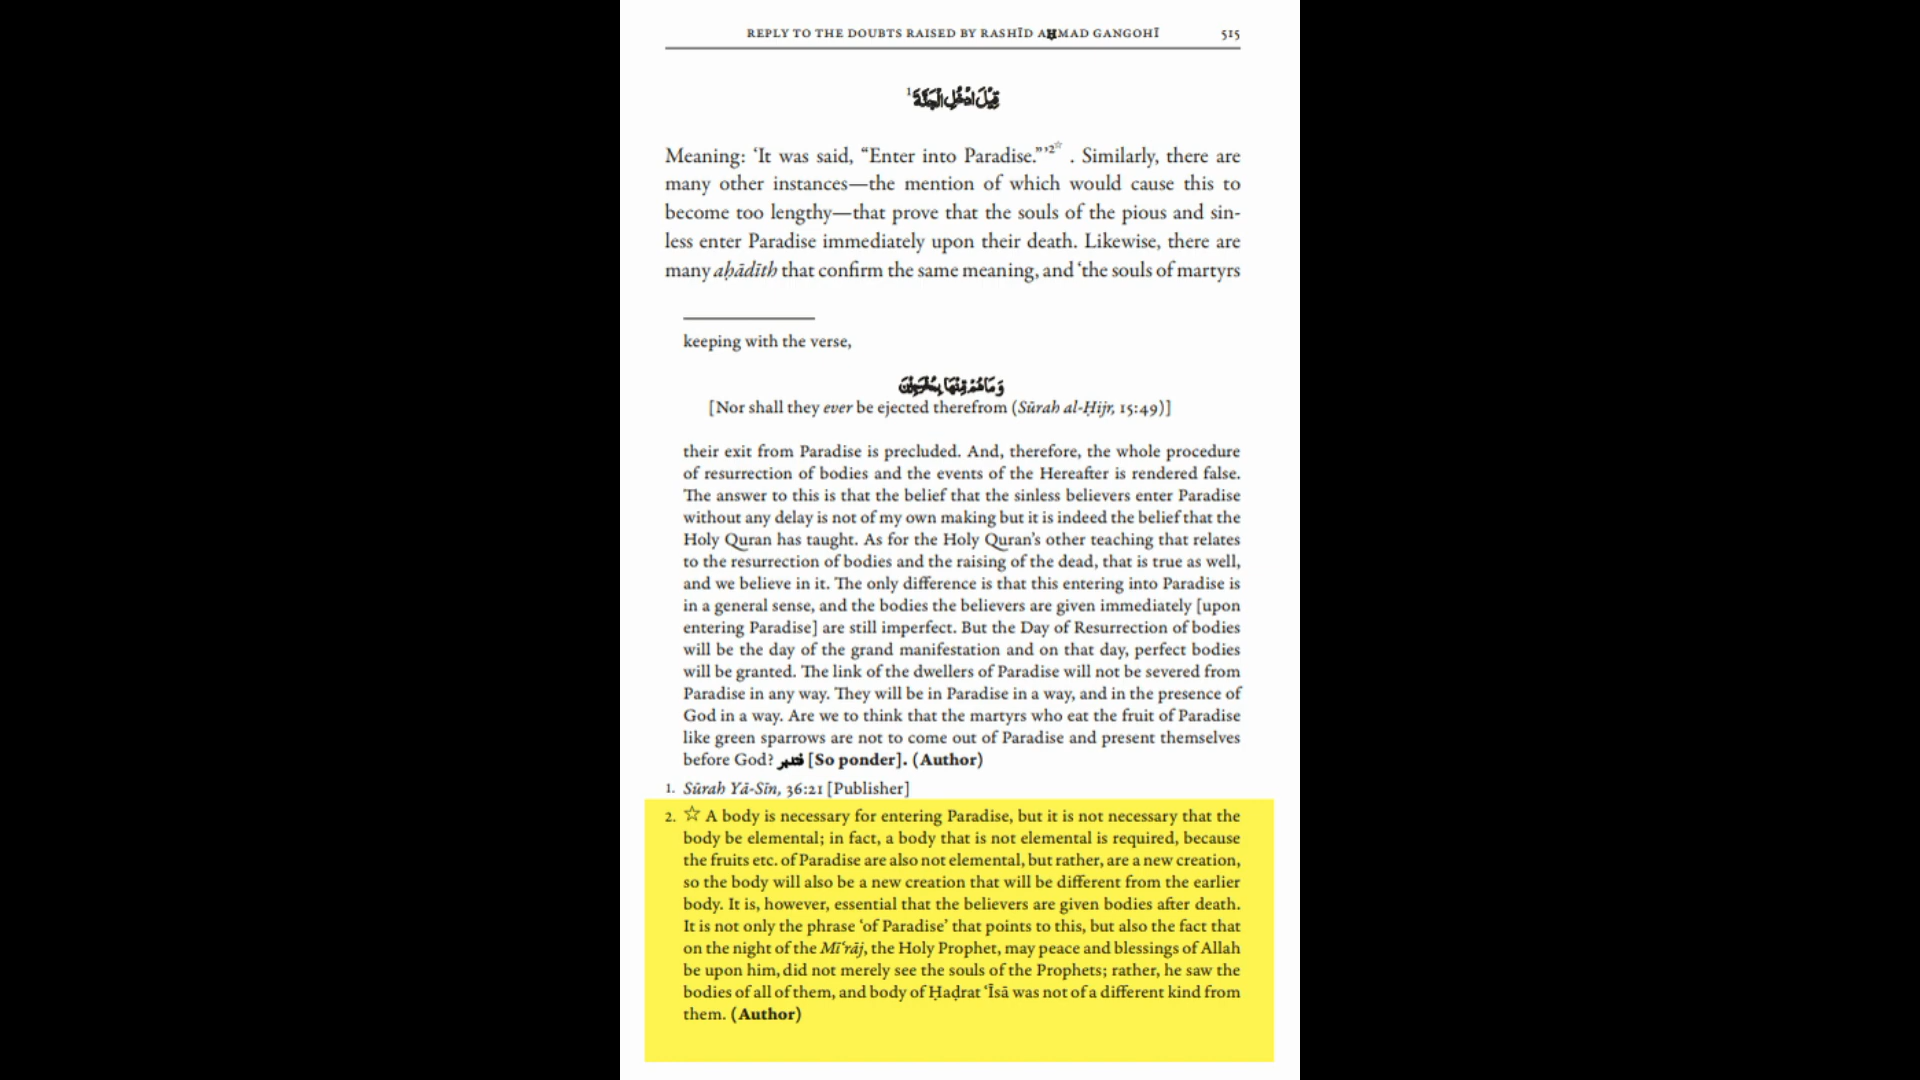 REPLY TO THE DOUBTS RAISED BY RASHĪD AḤMAD GANGOHĪ 515
قِيْلَ ادْخُلِ الْجَنَّةَ¹
Meaning: ‘It was said, “Enter into Paradise.”’²☆ . Similarly, there are
many other instances—the mention of which would cause this to
become too lengthy—that prove that the souls of the pious and sin-
less enter Paradise immediately upon their death. Likewise, there are
many aḥādīth that confirm the same meaning, and ‘the souls of martyrs
keeping with the verse,
وَمَا هُمْ مِّنْهَا بِمُخْرَجِيْنَ
[Nor shall they ever be ejected therefrom (Sūrah al-Ḥijr, 15:49)]
their exit from Paradise is precluded. And, therefore, the whole procedure
of resurrection of bodies and the events of the Hereafter is rendered false.
The answer to this is that the belief that the sinless believers enter Paradise
without any delay is not of my own making but it is indeed the belief that the
Holy Quran has taught. As for the Holy Quran’s other teaching that relates
to the resurrection of bodies and the raising of the dead, that is true as well,
and we believe in it. The only difference is that this entering into Paradise is
in a general sense, and the bodies the believers are given immediately [upon
entering Paradise] are still imperfect. But the Day of Resurrection of bodies
will be the day of the grand manifestation and on that day, perfect bodies
will be granted. The link of the dwellers of Paradise will not be severed from
Paradise in any way. They will be in Paradise in a way, and in the presence of
God in a way. Are we to think that the martyrs who eat the fruit of Paradise
like green sparrows are not to come out of Paradise and present themselves
before God? [So ponder]. (Author)
1. Sūrah Yā-Sīn, 36:21 [Publisher]
2. ☆ A body is necessary for entering Paradise, but it is not necessary that the
body be elemental; in fact, a body that is not elemental is required, because
the fruits etc. of Paradise are also not elemental, but rather, are a new creation,
so the body will also be a new creation that will be different from the earlier
body. It is, however, essential that the believers are given bodies after death.
It is not only the phrase ‘of Paradise’ that points to this, but also the fact that
on the night of the Mi‘rāj, the Holy Prophet, may peace and blessings of Allah
be upon him, did not merely see the souls of the Prophets; rather, he saw the
bodies of all of them, and body of Ḥaḍrat ‘Īsā was not of a different kind from
them. (Author)